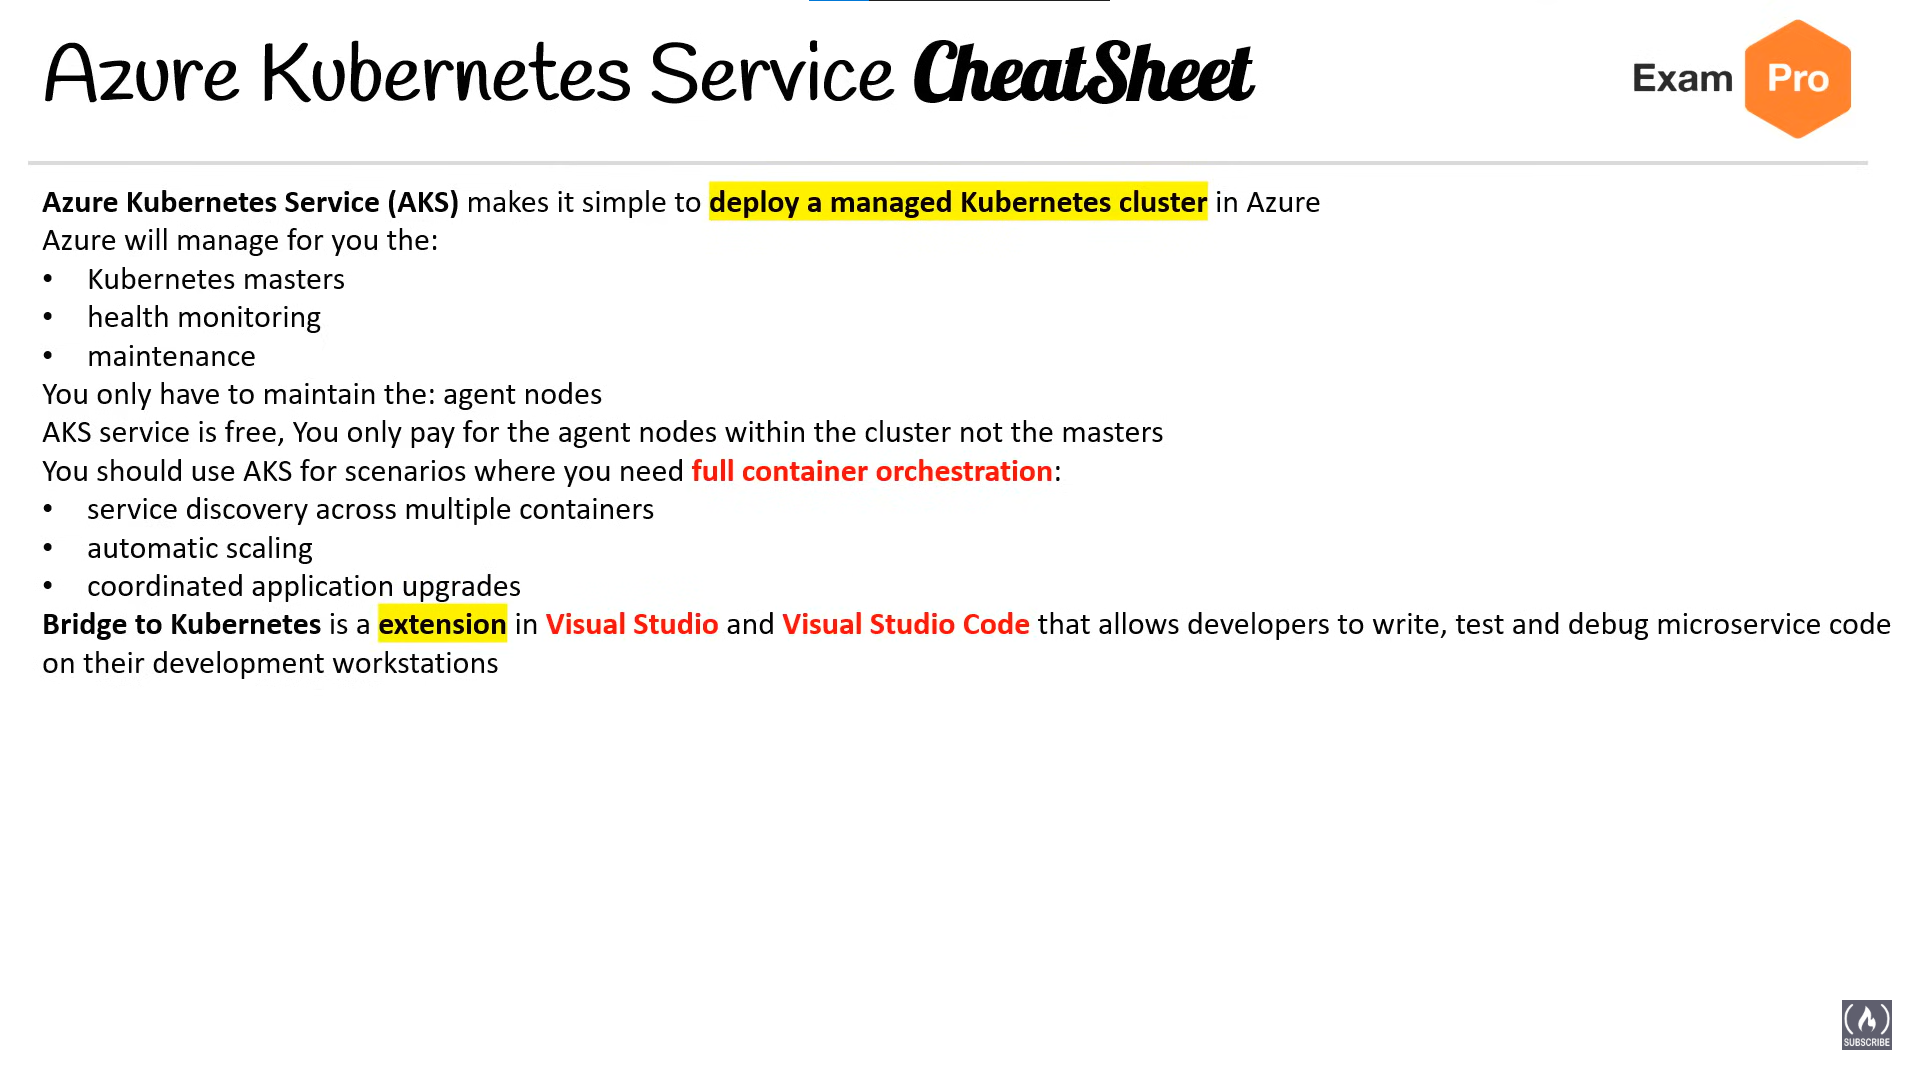 Azure Kubernetes Service CheatSheet
Exam Pro
Azure Kubernetes Service (AKS) makes it simple to deploy a managed Kubernetes cluster in Azure
Azure will manage for you the:
• Kubernetes masters
• health monitoring
• maintenance
You only have to maintain the: agent nodes
AKS service is free, You only pay for the agent nodes within the cluster not the masters
You should use AKS for scenarios where you need full container orchestration:
• service discovery across multiple containers
• automatic scaling
• coordinated application upgrades
Bridge to Kubernetes is a extension in Visual Studio and Visual Studio Code that allows developers to write, test and debug microservice code
on their development workstations
SUBSCRIBE